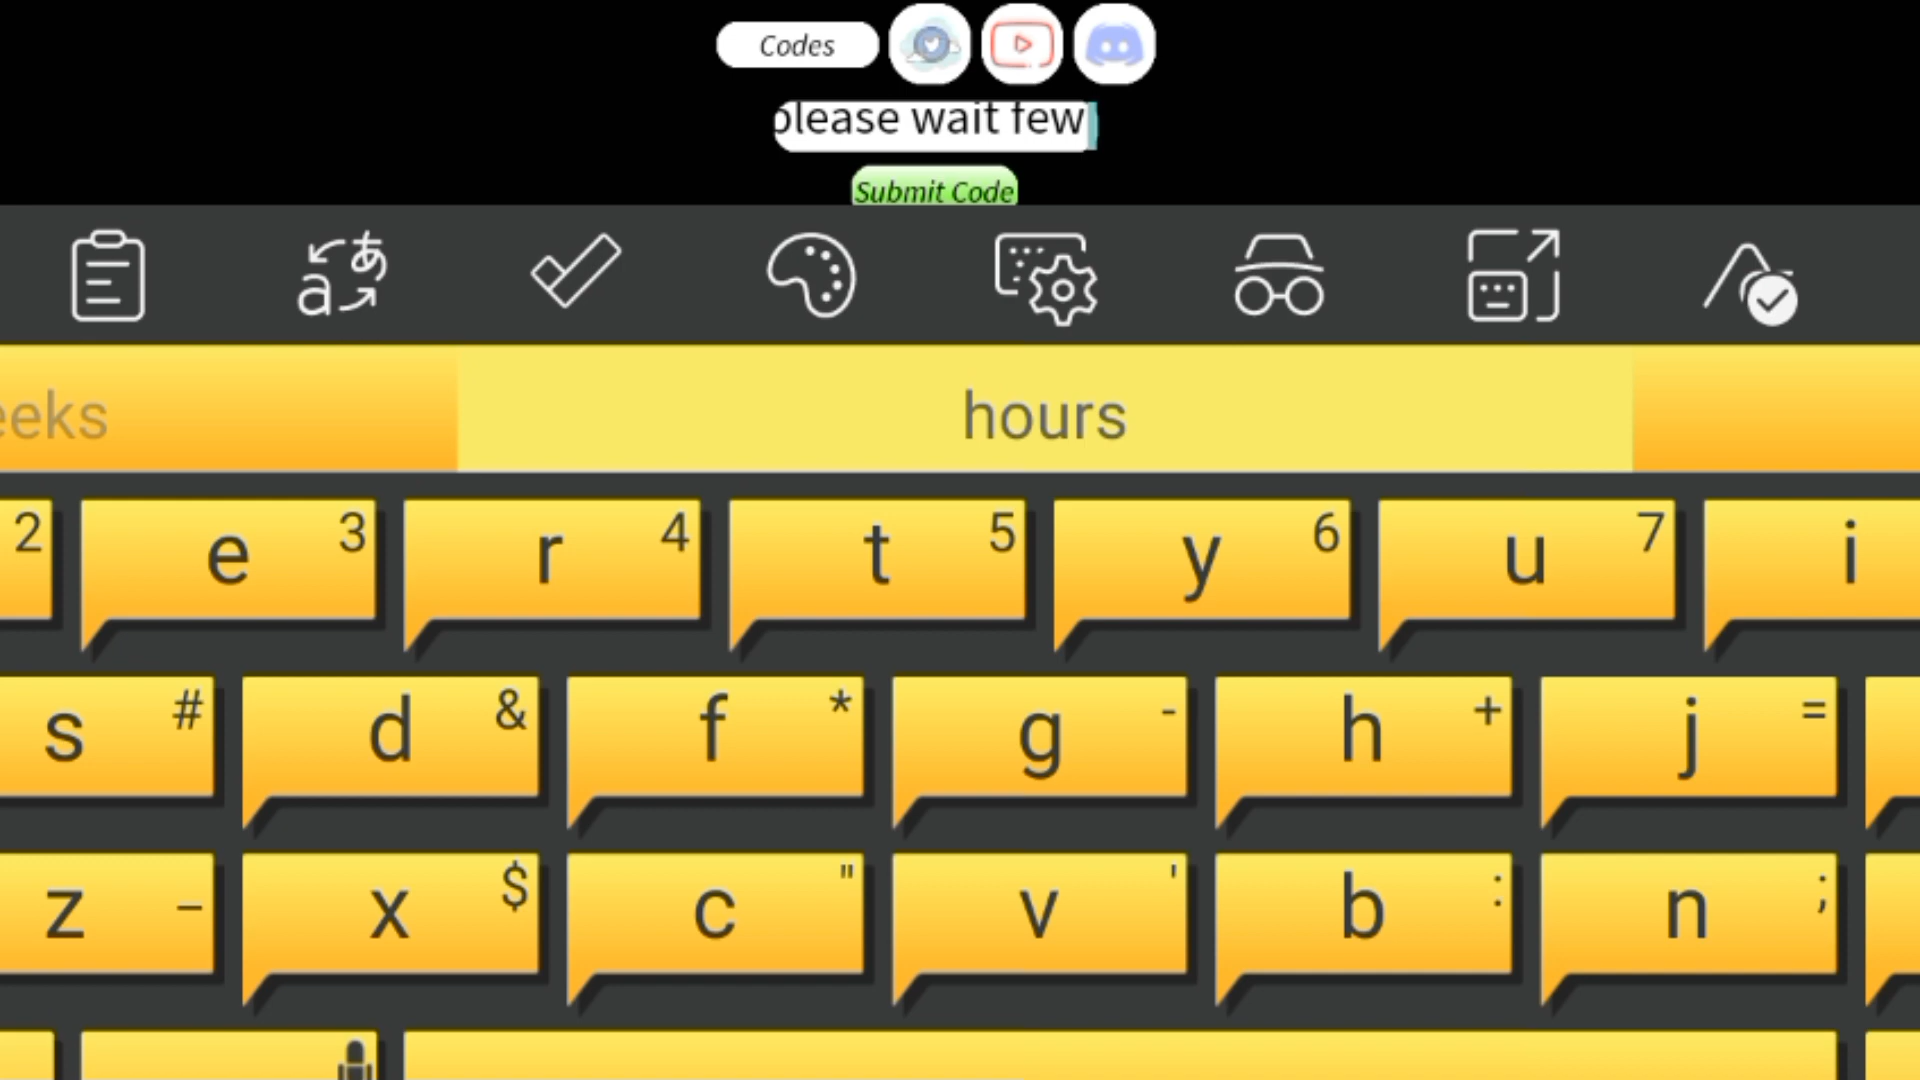 Codes
please wait few
Submit Code
eeks hours
2 e 3 r 4 t 5 y 6 u 7 i
s # d & f * g - h + j =
z – x $ c " v ' b : n ;